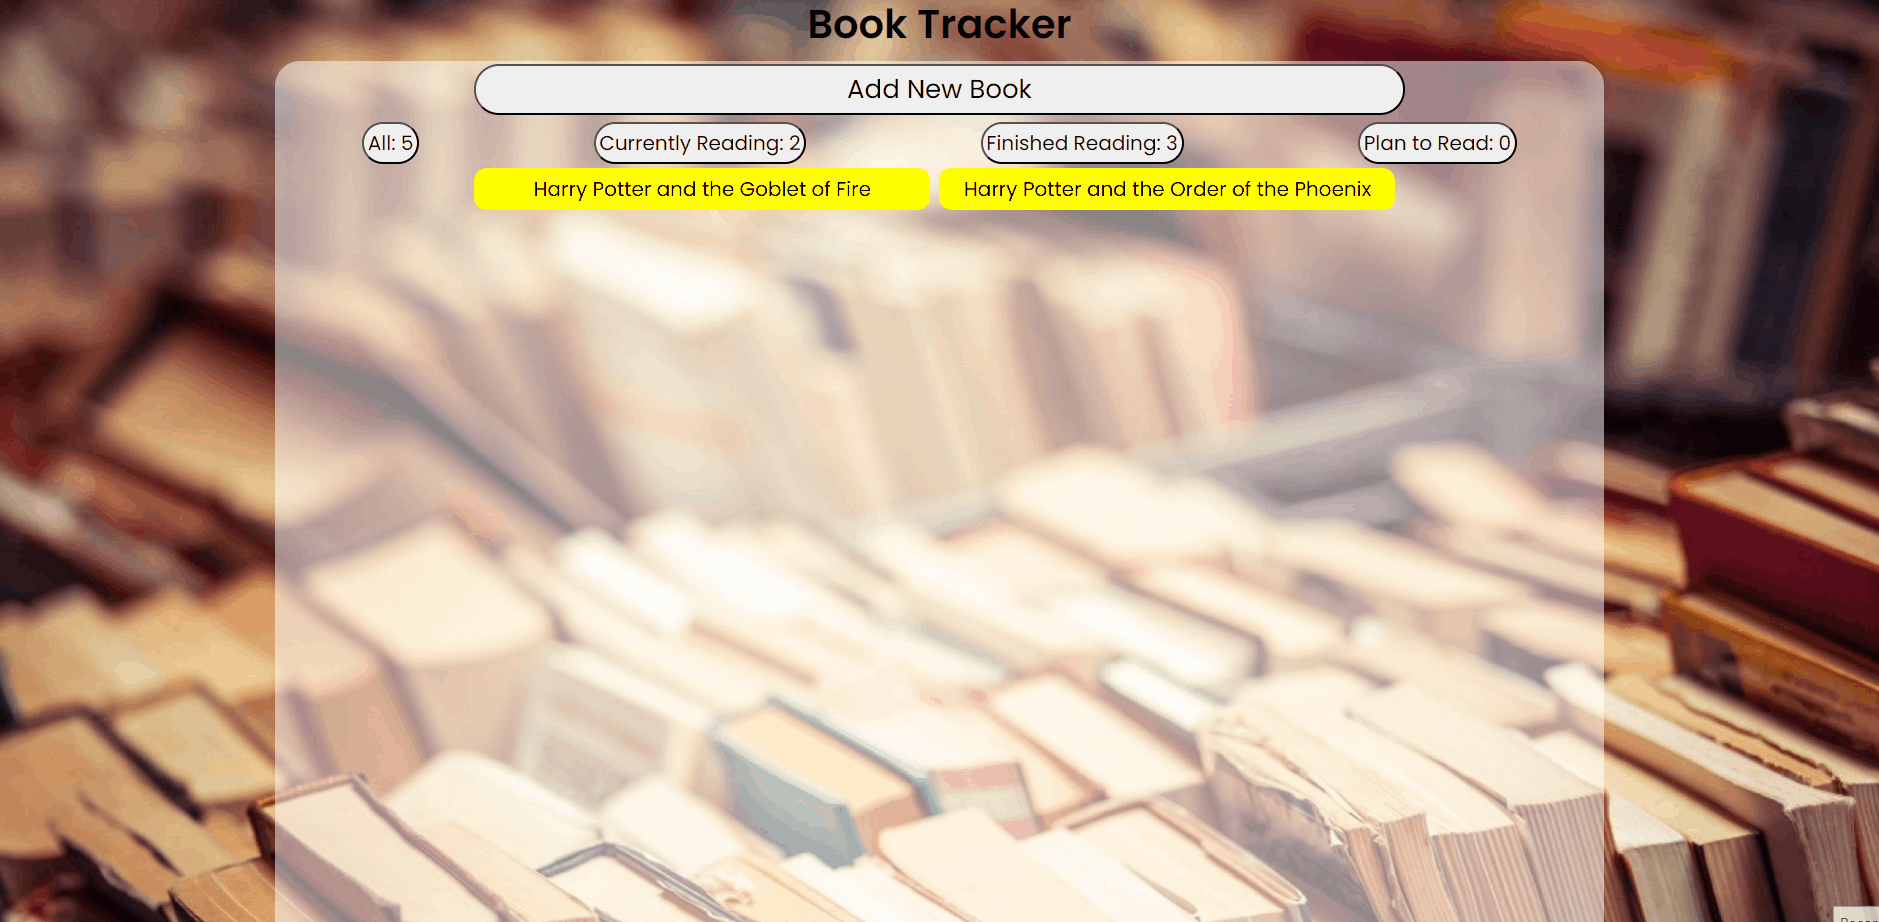 Book Tracker
Add New Book
All: 5 Currently Reading: 2 Finished Reading: 3 Plan to Read: 0
Harry Potter and the Goblet of Fire Harry Potter and the Order of the Phoenix